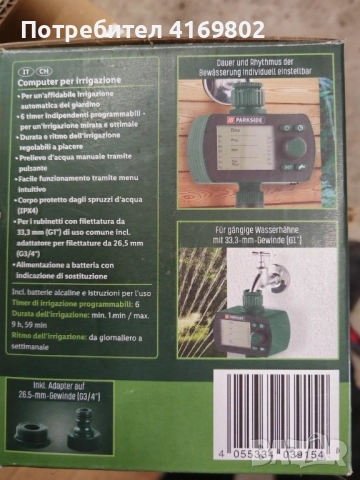 Потребител 4169802
IT CH
Computer per irrigazione
• Per un'affidabile irrigazione
automatica del giardino
• 6 timer indipendenti programmabili -
per un'irrigazione mirata e ottimale
• Durata e ritmo dell'irrigazione
regolabili a piacere
• Prelievo d'acqua manuale tramite
pulsante
• Facile funzionamento tramite menu
intuitivo
• Corpo protetto dagli spruzzi d'acqua
(IPX4)
• Per i rubinetti con filettatura da
33,3 mm (G1") di uso comune incl.
adattatore per filettature da 26,5 mm
(G3/4")
• Alimentazione a batteria con
indicazione di sostituzione
Incl. batterie alcaline e istruzioni per l'uso
Timer di irrigazione programmabili: 6
Durata dell'irrigazione: min. 1 min / max.
9 h, 59 min
Ritmo dell'irrigazione: da giornaliero a
settimanale
Inkl. Adapter auf
26,5-mm-Gewinde (G3/4")
Dauer und Rhythmus der
Bewässerung individuell einstellbar
PARKSIDE
Für gängige Wasserhähne
mit 33,3-mm-Gewinde (G1")
PARKSIDE
4 055334 039154